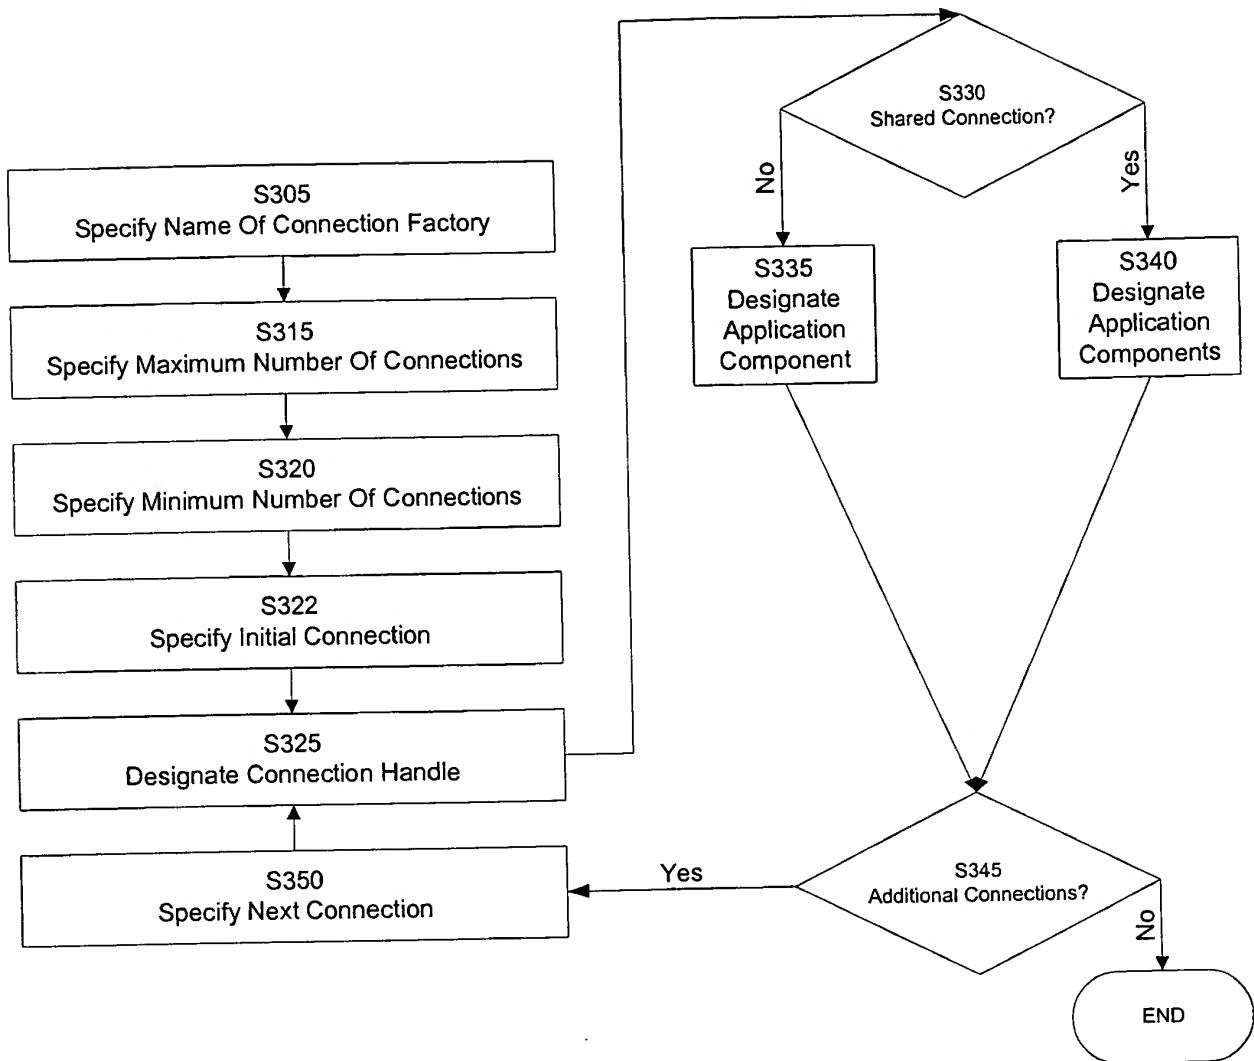 S305
Specify Name Of Connection Factory
S315
Specify Maximum Number Of Connections
S320
Specify Minimum Number Of Connections
S322
Specify Initial Connection
S325
Designate Connection Handle
S350
Specify Next Connection
S330
Shared Connection?
No
Yes
S335
Designate
Application
Component
S340
Designate
Application
Components
S345
Additional Connections?
Yes
No
END